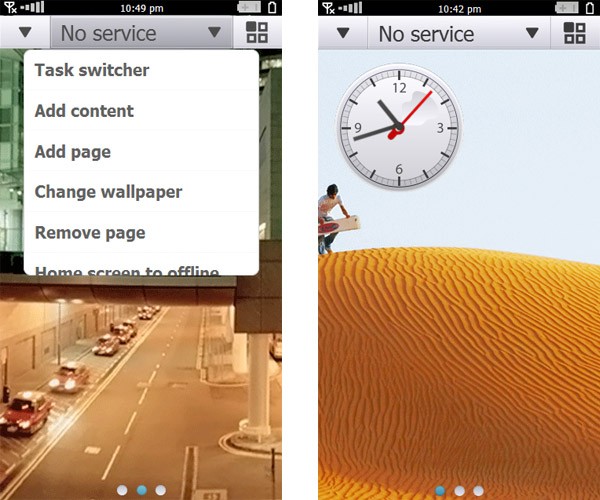 10:49 pm
No service
Task switcher
Add content
Add page
Change wallpaper
Remove page
Home screen to offline
10:42 pm
No service
12
9
3
6